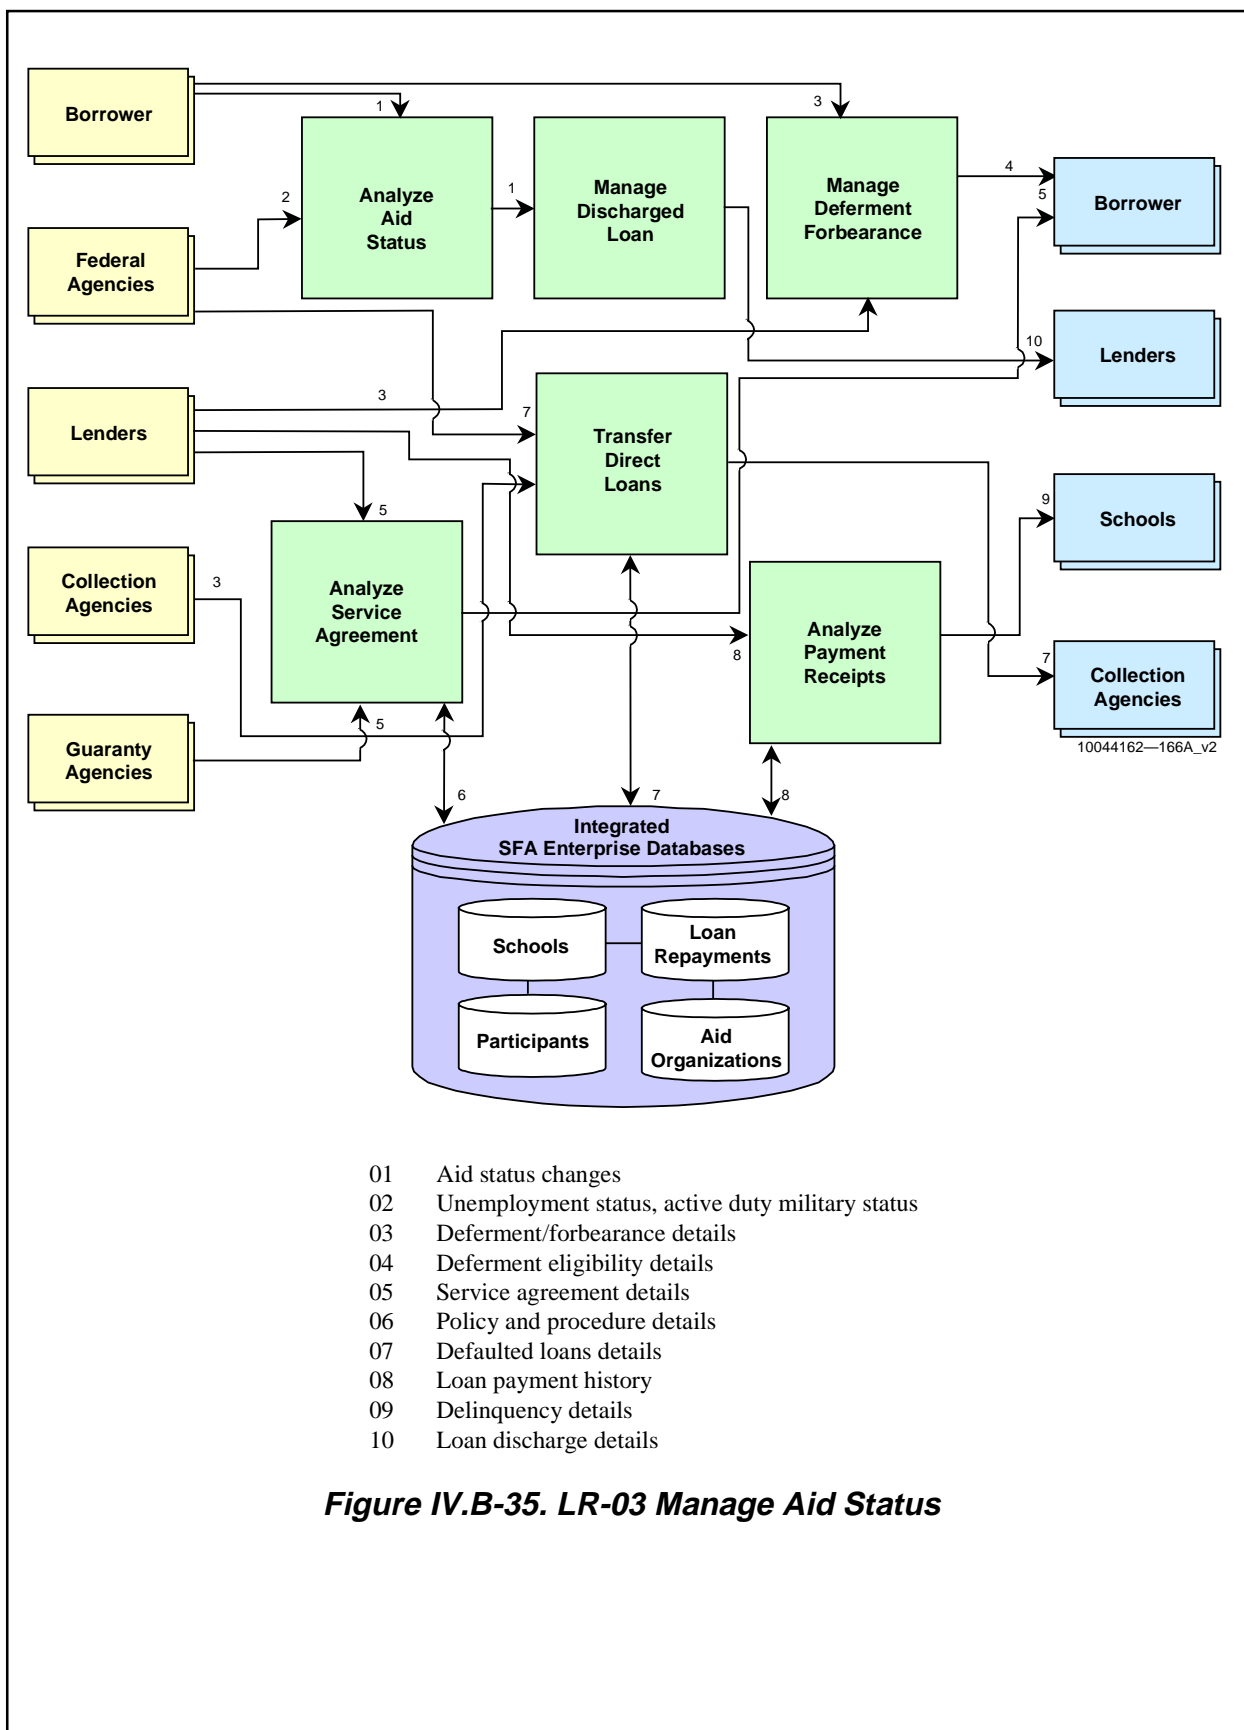 Borrower
1
3
Analyze
Aid
Status
2
1
Manage
Discharged
Loan
Manage
Deferment
Forbearance
4
5
Borrower
Federal
Agencies
10
Lenders
Lenders
3
7
Transfer
Direct
Loans
5
9
Schools
Collection
Agencies
3
Analyze
Service
Agreement
8
Analyze
Payment
Receipts
7
Collection
Agencies
10044162—166A_v2
Guaranty
Agencies
5
6
7
8
Integrated
SFA Enterprise Databases
Schools
Loan
Repayments
Participants
Aid
Organizations
01 Aid status changes
02 Unemployment status, active duty military status
03 Deferment/forbearance details
04 Deferment eligibility details
05 Service agreement details
06 Policy and procedure details
07 Defaulted loans details
08 Loan payment history
09 Delinquency details
10 Loan discharge details
Figure IV.B-35. LR-03 Manage Aid Status